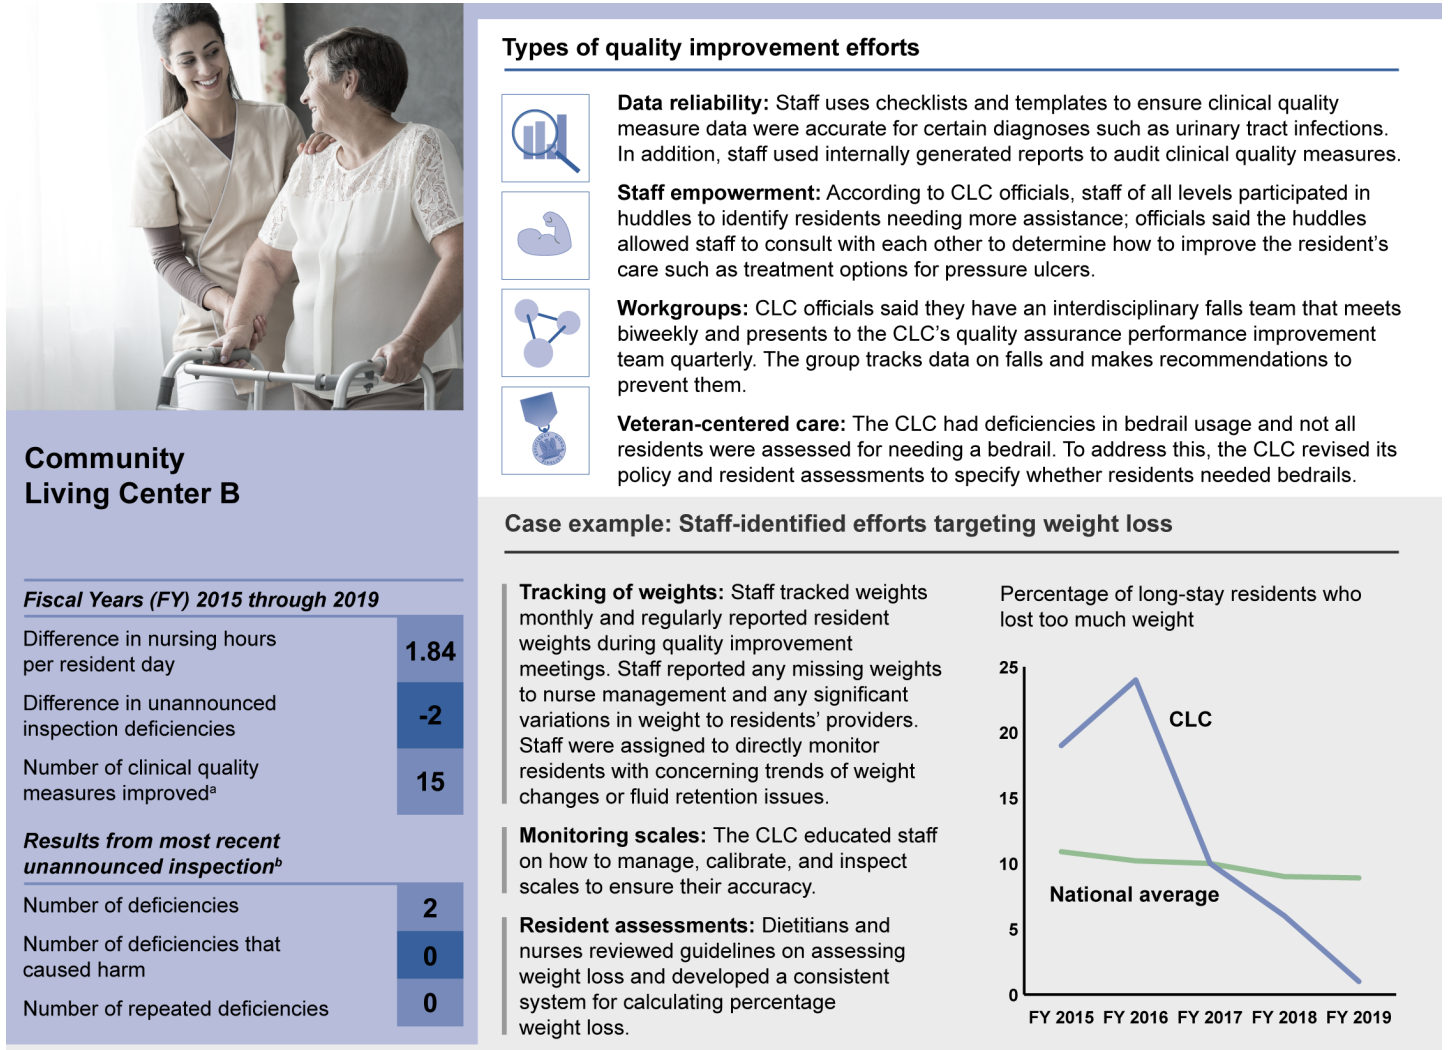 Types of quality improvement efforts
Data reliability: Staff uses checklists and templates to ensure clinical quality
measure data were accurate for certain diagnoses such as urinary tract infections.
In addition, staff used internally generated reports to audit clinical quality measures.
Staff empowerment: According to CLC officials, staff of all levels participated in
huddles to identify residents needing more assistance; officials said the huddles
allowed staff to consult with each other to determine how to improve the resident's
care such as treatment options for pressure ulcers.
Workgroups: CLC officials said they have an interdisciplinary falls team that meets
biweekly and presents to the CLC's quality assurance performance improvement
team quarterly. The group tracks data on falls and makes recommendations to
prevent them.
Veteran-centered care: The CLC had deficiencies in bedrail usage and not all
residents were assessed for needing a bedrail. To address this, the CLC revised its
policy and resident assessments to specify whether residents needed bedrails.
Community
Living Center B
Fiscal Years (FY) 2015 through 2019
Difference in nursing hours
per resident day
1.84
Difference in unannounced
inspection deficiencies
-2
Number of clinical quality
measures improvedᵃ
15
Results from most recent
unannounced inspectionᵇ
Number of deficiencies
2
Number of deficiencies that
caused harm
0
Number of repeated deficiencies
0
Case example: Staff-identified efforts targeting weight loss
Tracking of weights: Staff tracked weights
monthly and regularly reported resident
weights during quality improvement
meetings. Staff reported any missing weights
to nurse management and any significant
variations in weight to residents' providers.
Staff were assigned to directly monitor
residents with concerning trends of weight
changes or fluid retention issues.
Monitoring scales: The CLC educated staff
on how to manage, calibrate, and inspect
scales to ensure their accuracy.
Resident assessments: Dietitians and
nurses reviewed guidelines on assessing
weight loss and developed a consistent
system for calculating percentage
weight loss.
Percentage of long-stay residents who
lost too much weight
25
20
15
10
5
0
CLC
National average
FY 2015 FY 2016 FY 2017 FY 2018 FY 2019